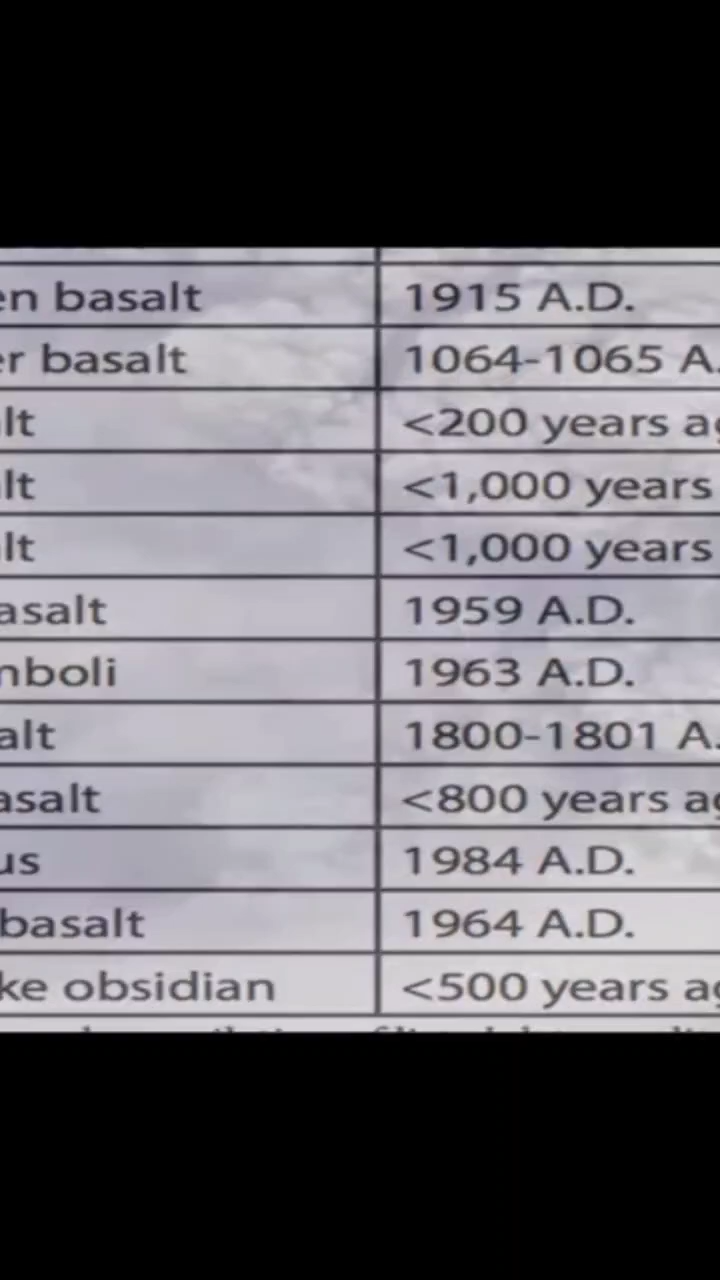 en basalt 1915 A.D.
er basalt 1064-1065 A.
lt <200 years ag
lt <1,000 years
lt <1,000 years
asalt 1959 A.D.
mboli 1963 A.D.
alt 1800-1801 A.
asalt <800 years ag
us 1984 A.D.
basalt 1964 A.D.
ke obsidian <500 years ag